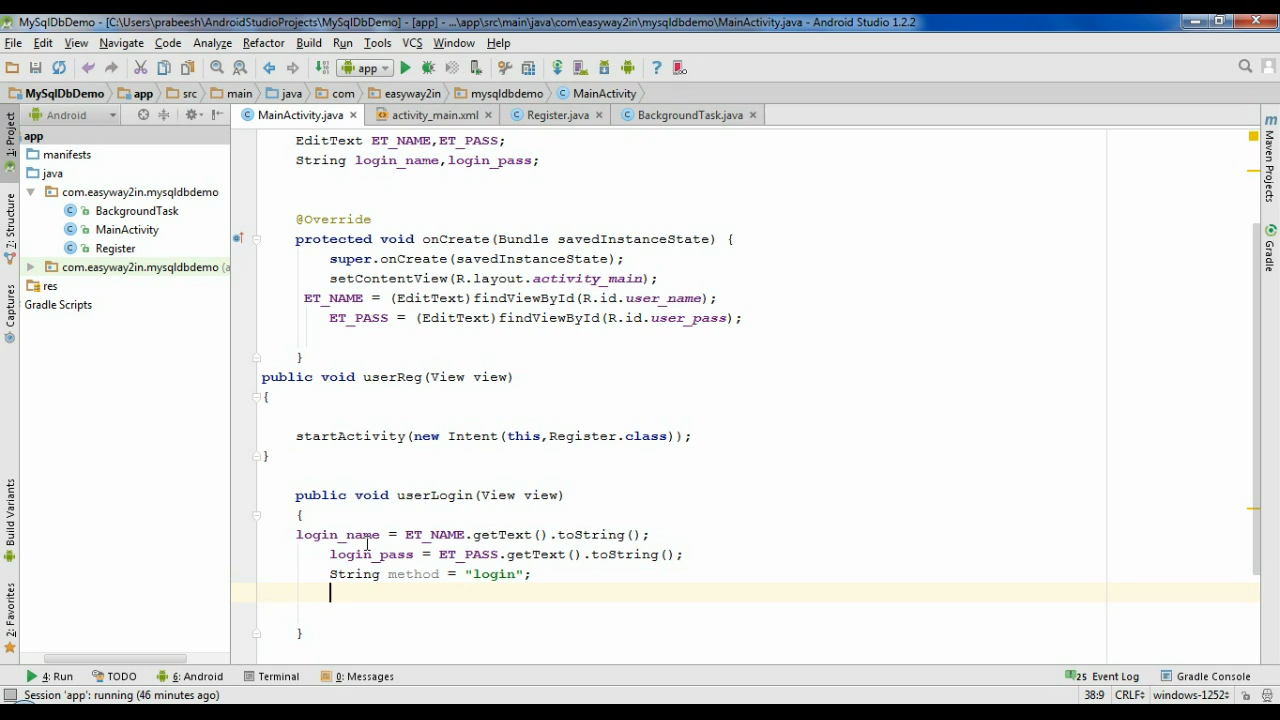 MySqlDbDemo - [C:\Users\prabeesh\AndroidStudioProjects\MySqlDbDemo] - [app] - ...\app\src\main\java\com\easyway2in\mysqldbdemo\MainActivity.java - Android Studio 1.2.2
File Edit View Navigate Code Analyze Refactor Build Run Tools VCS Window Help
app
MySqlDbDemo app src main java com easyway2in mysqldbdemo MainActivity
Android MainActivity.java activity_main.xml Register.java BackgroundTask.java
1: Project
2: Structure
Captures
Build Variants
2: Favorites
app
manifests
java
com.easyway2in.mysqldbdemo
BackgroundTask
MainActivity
Register
com.easyway2in.mysqldbdemo (a
res
Gradle Scripts
EditText ET_NAME,ET_PASS;
String login_name,login_pass;
@Override
protected void onCreate(Bundle savedInstanceState) {
super.onCreate(savedInstanceState);
setContentView(R.layout.activity_main);
ET_NAME = (EditText)findViewById(R.id.user_name);
ET_PASS = (EditText)findViewById(R.id.user_pass);
}
public void userReg(View view)
{
startActivity(new Intent(this,Register.class));
}
public void userLogin(View view)
{
login_name = ET_NAME.getText().toString();
login_pass = ET_PASS.getText().toString();
String method = "login";
}
Maven Projects
Gradle
4: Run TODO 6: Android Terminal 0: Messages 25 Event Log Gradle Console
Session 'app': running (46 minutes ago) 38:9 CRLF windows-1252